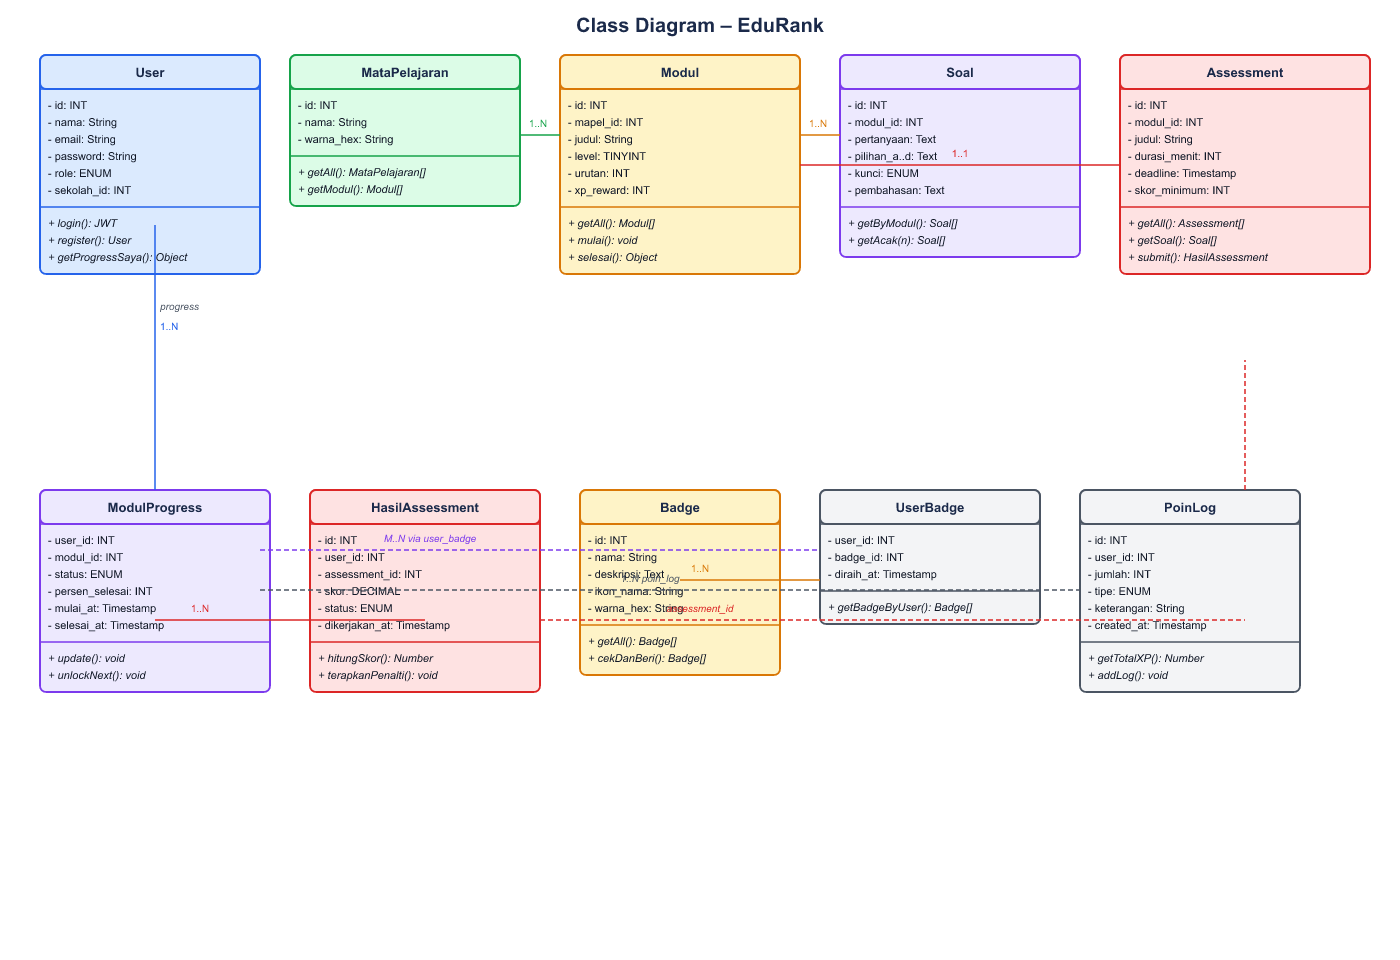 Class Diagram – EduRank
User
- id: INT
- nama: String
- email: String
- password: String
- role: ENUM
- sekolah_id: INT
+ login(): JWT
+ register(): User
+ getProgressSaya(): Object
MataPelajaran
- id: INT
- nama: String
- warna_hex: String
+ getAll(): MataPelajaran[]
+ getModul(): Modul[]
1..N
Modul
- id: INT
- mapel_id: INT
- judul: String
- level: TINYINT
- urutan: INT
- xp_reward: INT
+ getAll(): Modul[]
+ mulai(): void
+ selesai(): Object
1..N
Soal
- id: INT
- modul_id: INT
- pertanyaan: Text
- pilihan_a..d: Text
- kunci: ENUM
- pembahasan: Text
+ getByModul(): Soal[]
+ getAcak(n): Soal[]
1..1
Assessment
- id: INT
- modul_id: INT
- judul: String
- durasi_menit: INT
- deadline: Timestamp
- skor_minimum: INT
+ getAll(): Assessment[]
+ getSoal(): Soal[]
+ submit(): HasilAssessment
progress
1..N
ModulProgress
- user_id: INT
- modul_id: INT
- status: ENUM
- persen_selesai: INT
- mulai_at: Timestamp
- selesai_at: Timestamp
+ update(): void
+ unlockNext(): void
1..N
HasilAssessment
- id: INT
- user_id: INT
- assessment_id: INT
- skor: DECIMAL
- status: ENUM
- dikerjakan_at: Timestamp
+ hitungSkor(): Number
+ terapkanPenalti(): void
M..N via user_badge
Badge
- id: INT
- nama: String
- deskripsi: Text
- ikon_nama: String
- warna_hex: String
+ getAll(): Badge[]
+ cekDanBeri(): Badge[]
1..N
1..N poin_log
assessment_id
UserBadge
- user_id: INT
- badge_id: INT
- diraih_at: Timestamp
+ getBadgeByUser(): Badge[]
PoinLog
- id: INT
- user_id: INT
- jumlah: INT
- tipe: ENUM
- keterangan: String
- created_at: Timestamp
+ getTotalXP(): Number
+ addLog(): void